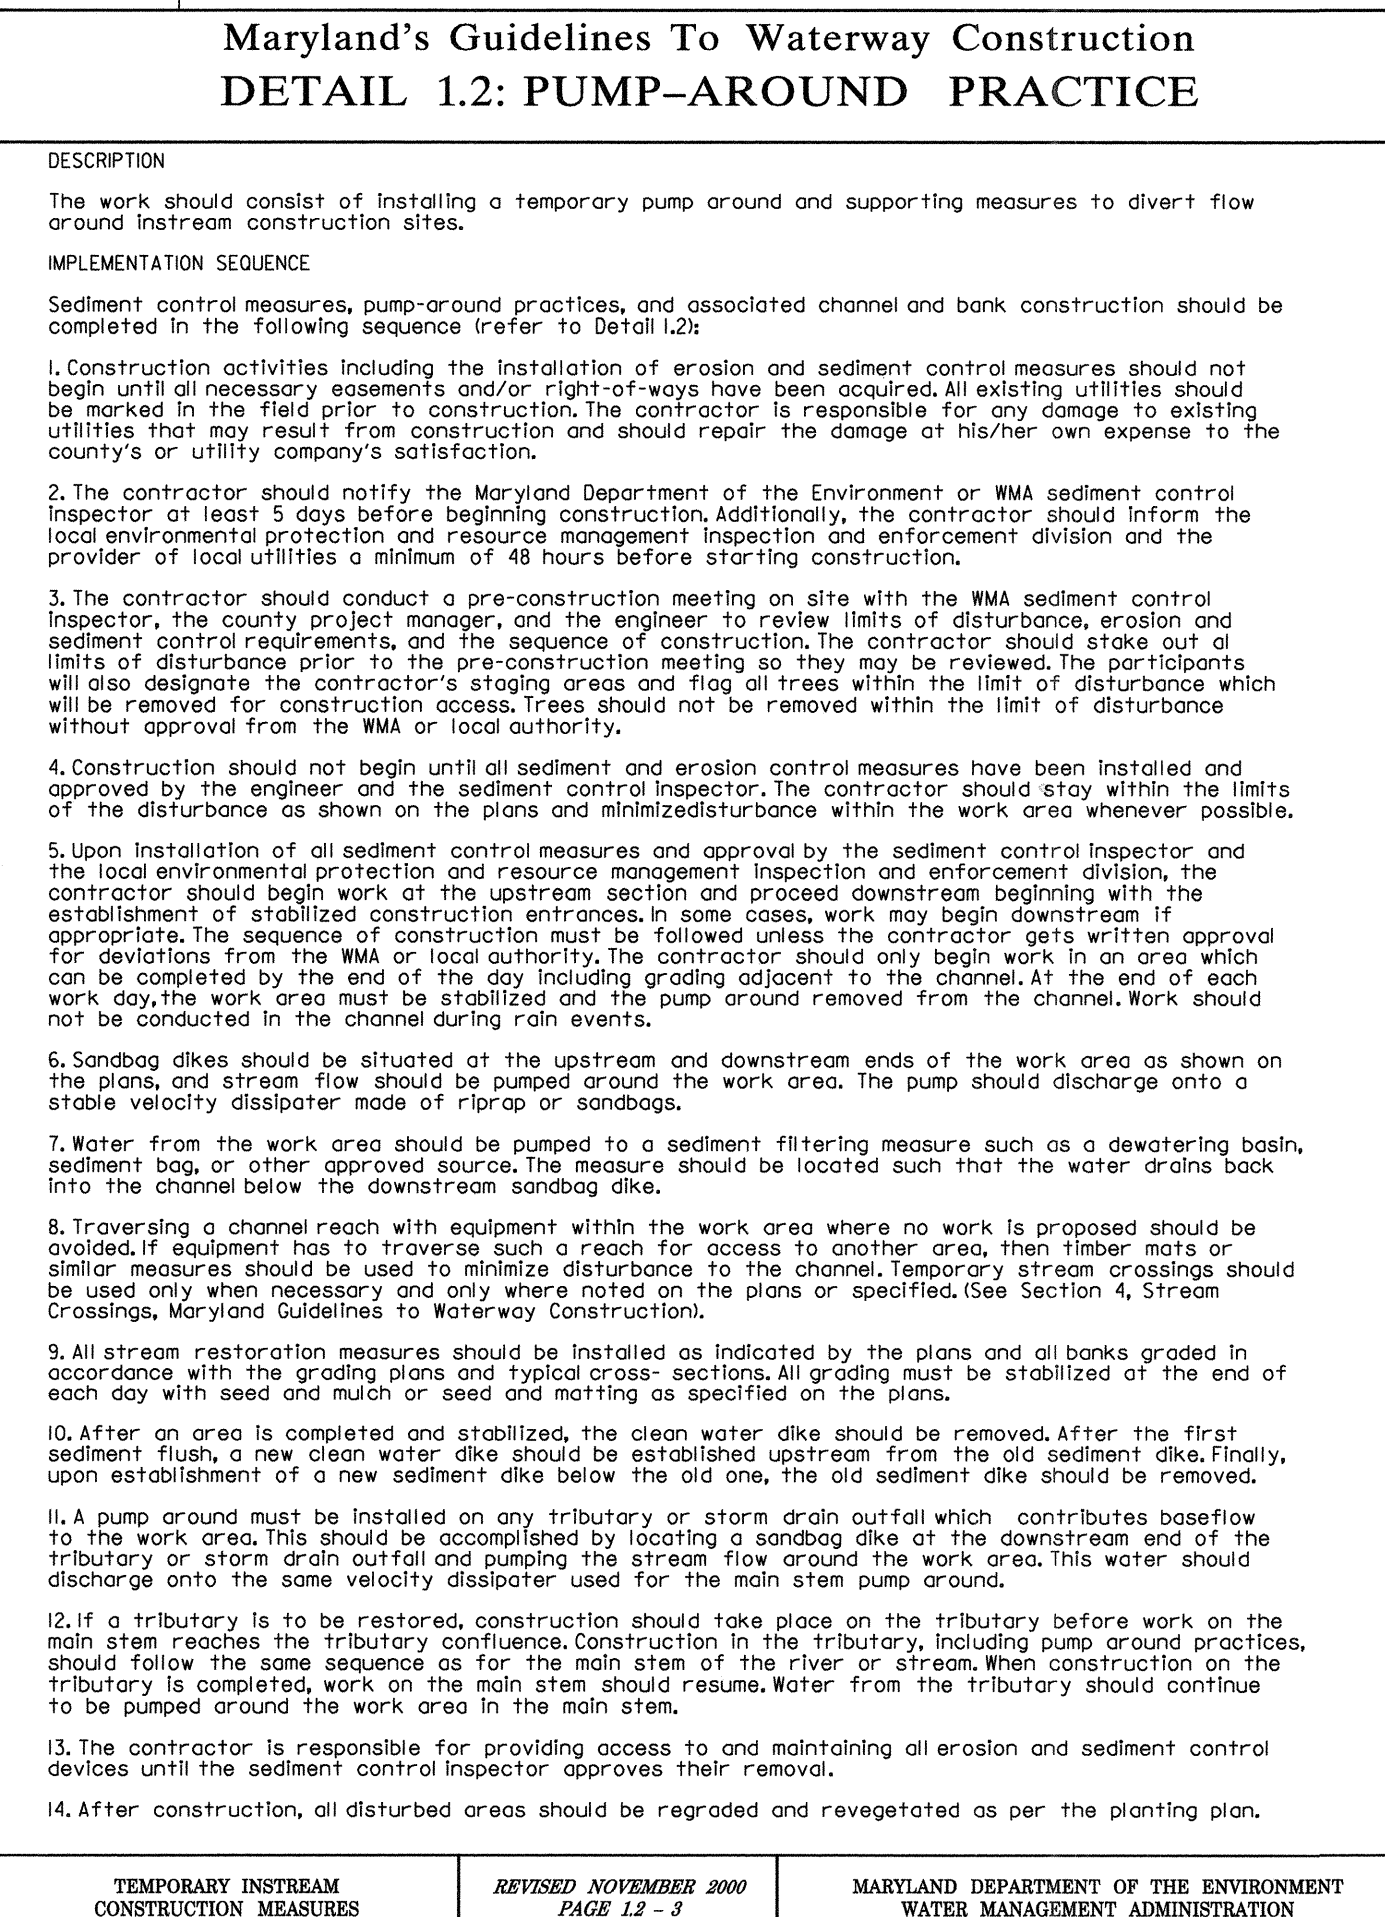 Maryland's Guidelines To Waterway Construction
DETAIL 1.2: PUMP-AROUND PRACTICE
DESCRIPTION
The work should consist of installing a temporary pump around and supporting measures to divert flow
around instream construction sites.
IMPLEMENTATION SEQUENCE
Sediment control measures, pump-around practices, and associated channel and bank construction should be
completed in the following sequence (refer to Detail 1.2):
1. Construction activities including the installation of erosion and sediment control measures should not
begin until all necessary easements and/or right-of-ways have been acquired. All existing utilities should
be marked in the field prior to construction. The contractor is responsible for any damage to existing
utilities that may result from construction and should repair the damage at his/her own expense to the
county's or utility company's satisfaction.
2. The contractor should notify the Maryland Department of the Environment or WMA sediment control
inspector at least 5 days before beginning construction. Additionally, the contractor should inform the
local environmental protection and resource management inspection and enforcement division and the
provider of local utilities a minimum of 48 hours before starting construction.
3. The contractor should conduct a pre-construction meeting on site with the WMA sediment control
inspector, the county project manager, and the engineer to review limits of disturbance, erosion and
sediment control requirements, and the sequence of construction. The contractor should stake out al
limits of disturbance prior to the pre-construction meeting so they may be reviewed. The participants
will also designate the contractor's staging areas and flag all trees within the limit of disturbance which
will be removed for construction access. Trees should not be removed within the limit of disturbance
without approval from the WMA or local authority.
4. Construction should not begin until all sediment and erosion control measures have been installed and
approved by the engineer and the sediment control inspector. The contractor should stay within the limits
of the disturbance as shown on the plans and minimizedisturbance within the work area whenever possible.
5. Upon installation of all sediment control measures and approval by the sediment control inspector and
the local environmental protection and resource management inspection and enforcement division, the
contractor should begin work at the upstream section and proceed downstream beginning with the
establishment of stabilized construction entrances. In some cases, work may begin downstream if
appropriate. The sequence of construction must be followed unless the contractor gets written approval
for deviations from the WMA or local authority. The contractor should only begin work in an area which
can be completed by the end of the day including grading adjacent to the channel. At the end of each
work day, the work area must be stabilized and the pump around removed from the channel. Work should
not be conducted in the channel during rain events.
6. Sandbag dikes should be situated at the upstream and downstream ends of the work area as shown on
the plans, and stream flow should be pumped around the work area. The pump should discharge onto a
stable velocity dissipater made of riprap or sandbags.
7. Water from the work area should be pumped to a sediment filtering measure such as a dewatering basin,
sediment bag, or other approved source. The measure should be located such that the water drains back
into the channel below the downstream sandbag dike.
8. Traversing a channel reach with equipment within the work area where no work is proposed should be
avoided. If equipment has to traverse such a reach for access to another area, then timber mats or
similar measures should be used to minimize disturbance to the channel. Temporary stream crossings should
be used only when necessary and only where noted on the plans or specified. (See Section 4, Stream
Crossings, Maryland Guidelines to Waterway Construction).
9. All stream restoration measures should be installed as indicated by the plans and all banks graded in
accordance with the grading plans and typical cross- sections. All grading must be stabilized at the end of
each day with seed and mulch or seed and matting as specified on the plans.
10. After an area is completed and stabilized, the clean water dike should be removed. After the first
sediment flush, a new clean water dike should be established upstream from the old sediment dike. Finally,
upon establishment of a new sediment dike below the old one, the old sediment dike should be removed.
11. A pump around must be installed on any tributary or storm drain outfall which contributes baseflow
to the work area. This should be accomplished by locating a sandbag dike at the downstream end of the
tributary or storm drain outfall and pumping the stream flow around the work area. This water should
discharge onto the same velocity dissipater used for the main stem pump around.
12. If a tributary is to be restored, construction should take place on the tributary before work on the
main stem reaches the tributary confluence. Construction in the tributary, including pump around practices,
should follow the same sequence as for the main stem of the river or stream. When construction on the
tributary is completed, work on the main stem should resume. Water from the tributary should continue
to be pumped around the work area in the main stem.
13. The contractor is responsible for providing access to and maintaining all erosion and sediment control
devices until the sediment control inspector approves their removal.
14. After construction, all disturbed areas should be regraded and revegetated as per the planting plan.
TEMPORARY INSTREAM
CONSTRUCTION MEASURES
REVISED NOVEMBER 2000
PAGE 1.2 - 3
MARYLAND DEPARTMENT OF THE ENVIRONMENT
WATER MANAGEMENT ADMINISTRATION